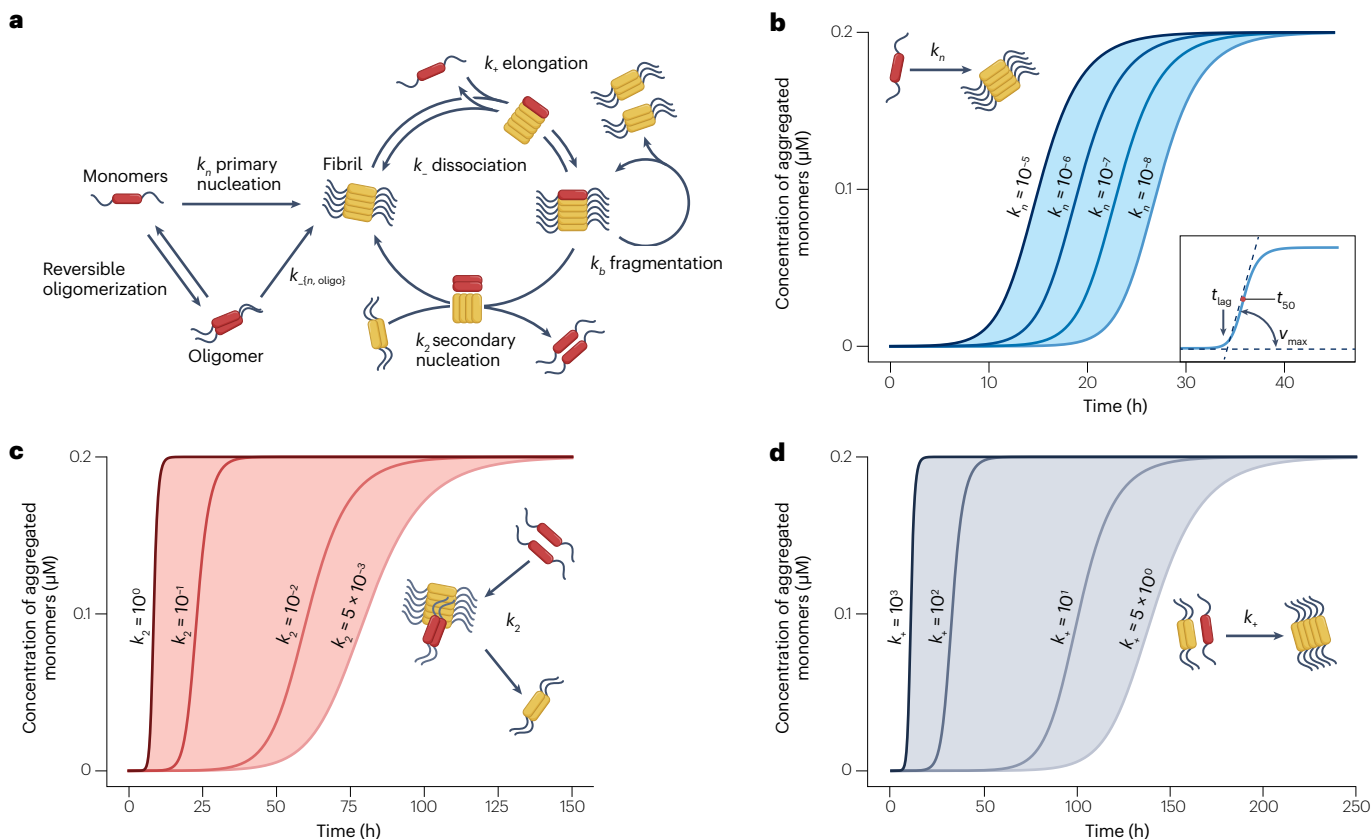 a
k₊ elongation
kₙ primary
nucleation
Fibril
k₋ dissociation
Monomers
Reversible
oligomerization
k_{n, oligo}
k_b fragmentation
Oligomer
k₂ secondary
nucleation
b
Concentration of aggregated
monomers (µM)
0.2
0.1
0
kₙ
kₙ = 10⁻⁵
kₙ = 10⁻⁶
kₙ = 10⁻⁷
kₙ = 10⁻⁸
t_lag
t₅₀
v_max
0 10 20 30 40
Time (h)
c
Concentration of aggregated
monomers (µM)
0.2
0.1
0
k₂ = 10⁰
k₂ = 10⁻¹
k₂ = 10⁻²
k₂ = 5 × 10⁻³
k₂
0 25 50 75 100 125 150
Time (h)
d
Concentration of aggregated
monomers (µM)
0.2
0.1
0
k₊ = 10³
k₊ = 10²
k₊ = 10¹
k₊ = 5 × 10⁰
k₊
0 50 100 150 200 250
Time (h)